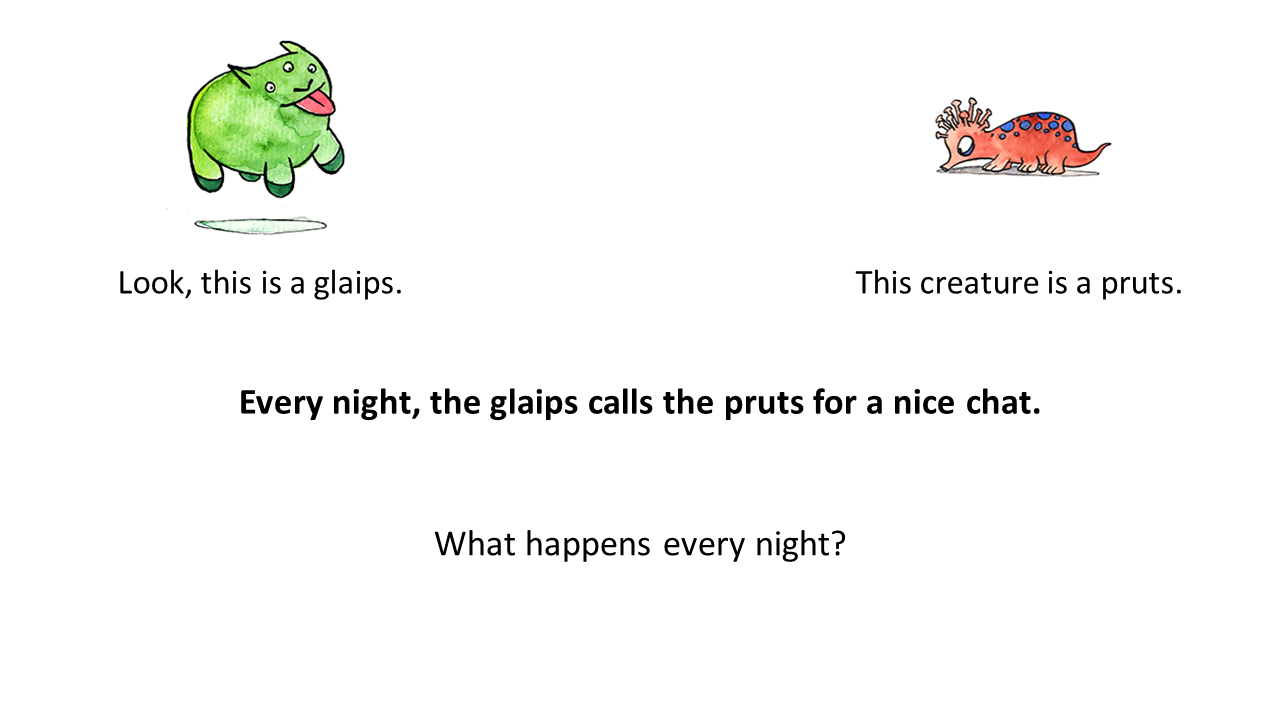 Look, this is a glaips.
This creature is a pruts.
Every night, the glaips calls the pruts for a nice chat.
What happens every night?